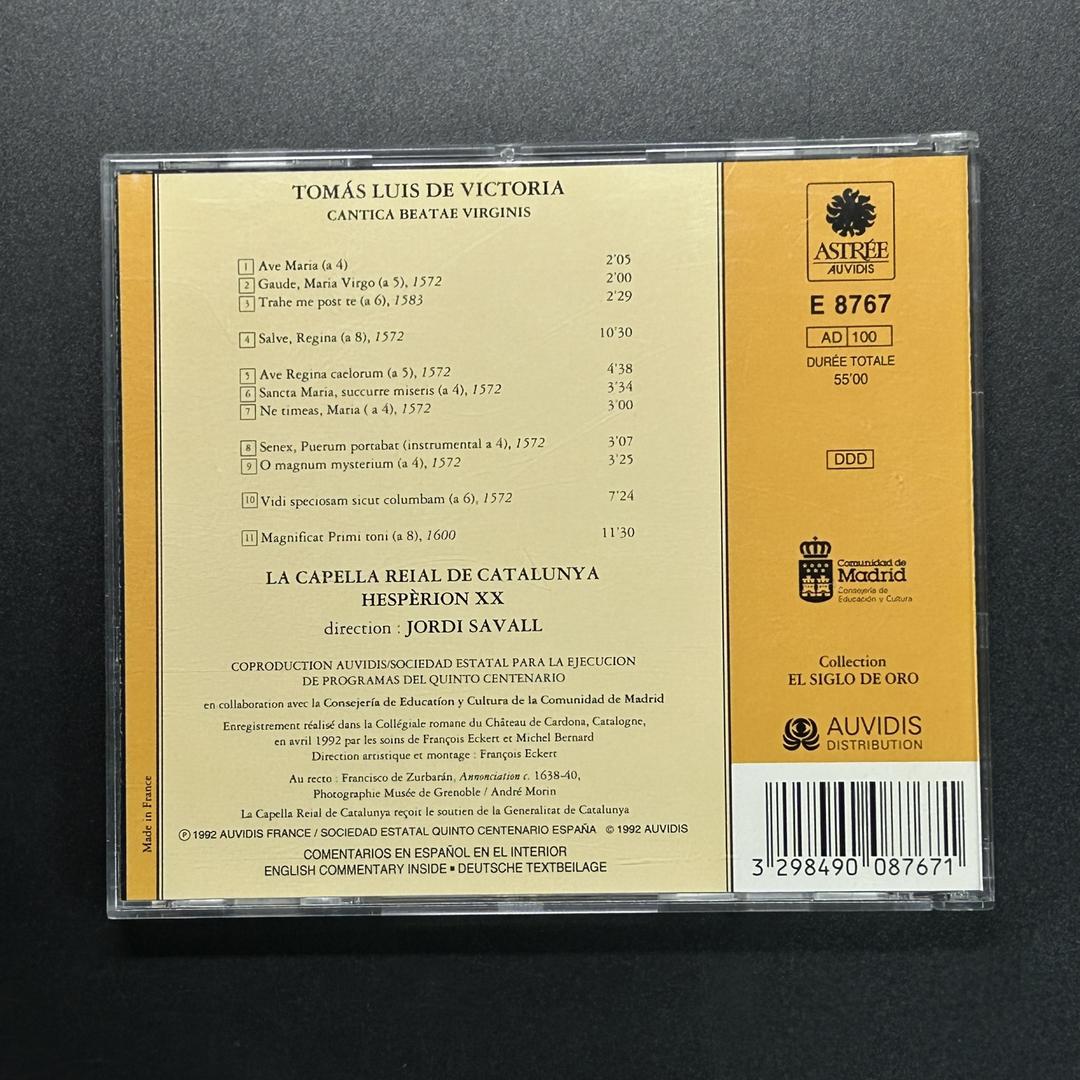 TOMÁS LUIS DE VICTORIA
CANTICA BEATAE VIRGINIS
1 Ave Maria (a 4) 2'05
2 Gaude, Maria Virgo (a 5), 1572 2'00
3 Trahe me post te (a 6), 1583 2'29
4 Salve, Regina (a 8), 1572 10'30
5 Ave Regina caelorum (a 5), 1572 4'38
6 Sancta Maria, succurre miseris (a 4), 1572 3'34
7 Ne timeas, Maria ( a 4), 1572 3'00
8 Senex, Puerum portabat (instrumental a 4), 1572 3'07
9 O magnum mysterium (a 4), 1572 3'25
10 Vidi speciosam sicut columbam (a 6), 1572 7'24
11 Magnificat Primi toni (a 8), 1600 11'30
LA CAPELLA REIAL DE CATALUNYA
HESPÈRION XX
direction : JORDI SAVALL
COPRODUCTION AUVIDIS/SOCIEDAD ESTATAL PARA LA EJECUCION
DE PROGRAMAS DEL QUINTO CENTENARIO
en collaboration avec la Consejería de Education y Cultura de la Comunidad de Madrid
Enregistrement réalisé dans la Collégiale romane du Château de Cardona, Catalogne,
en avril 1992 par les soins de François Eckert et Michel Bernard
Direction artistique et montage : François Eckert
Au recto : Francisco de Zurbarán, Annonciation c. 1638-40,
Photographie Musée de Grenoble / André Morin
La Capella Reial de Catalunya reçoit le soutien de la Generalitat de Catalunya
℗ 1992 AUVIDIS FRANCE / SOCIEDAD ESTATAL QUINTO CENTENARIO ESPAÑA © 1992 AUVIDIS
COMENTARIOS EN ESPAÑOL EN EL INTERIOR
ENGLISH COMMENTARY INSIDE ▪ DEUTSCHE TEXTBEILAGE
Made in France
ASTRÉE
AUVIDIS
E 8767
AD 100
DURÉE TOTALE
55'00
DDD
Comunidad de
Madrid
Consejería de
Educación y Cultura
Collection
EL SIGLO DE ORO
AUVIDIS
DISTRIBUTION
3 298490 087671